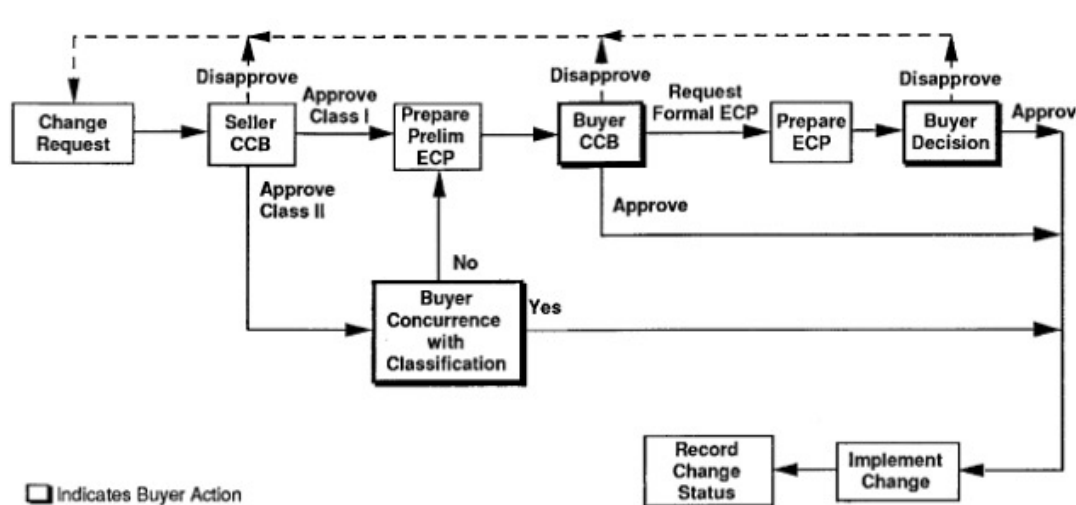 Disapprove
Disapprove
Disapprove
Change
Request
Seller
CCB
Approve
Class I
Prepare
Prelim
ECP
Buyer
CCB
Request
Formal ECP
Prepare
ECP
Buyer
Decision
Approv
Approve
Class II
Approve
No
Buyer
Concurrence
with
Classification
Yes
Record
Change
Status
Implement
Change
Indicates Buyer Action